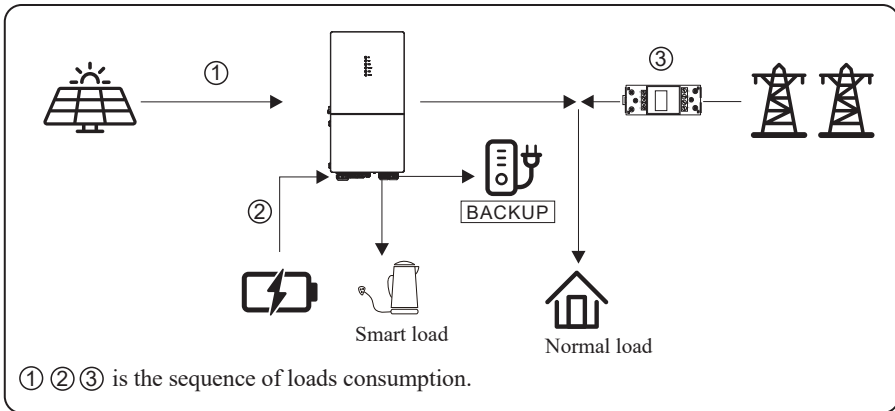 ①
③
②
BACKUP
Smart load
Normal load
① ② ③ is the sequence of loads consumption.